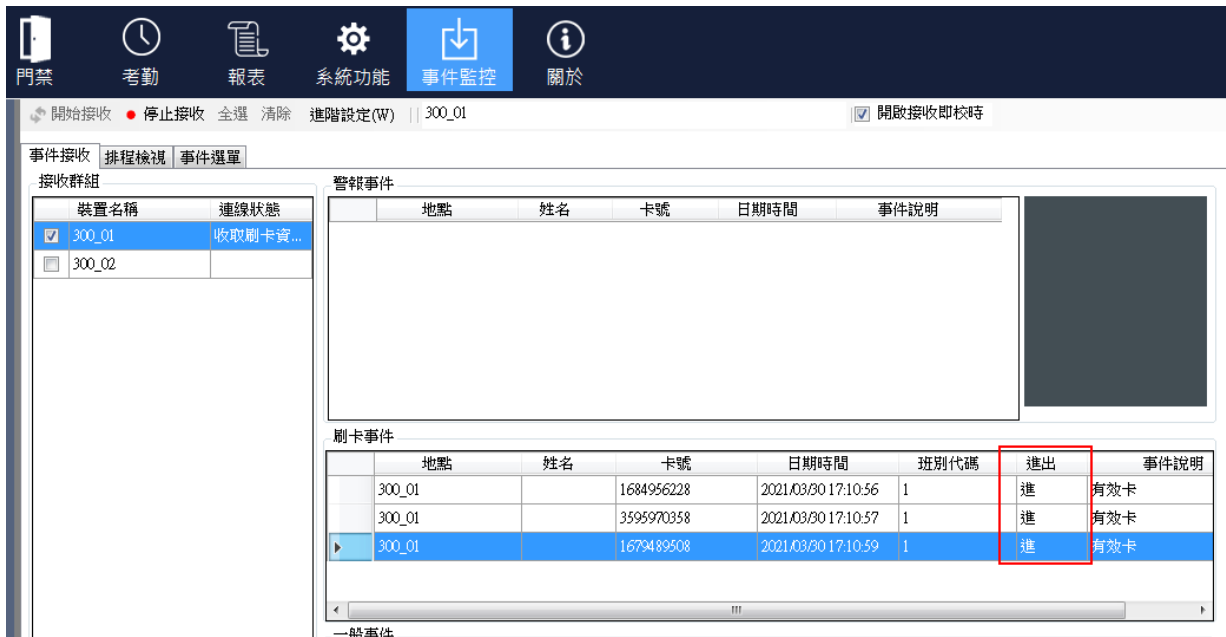 門禁 考勤 報表 系統功能 事件監控 關於
開始接收 停止接收 全選 清除 進階設定(W) 300_01 開啟接收即校時
事件接收 排程檢視 事件選單
接收群組 警報事件
裝置名稱 連線狀態 地點 姓名 卡號 日期時間 事件說明
300_01 收取刷卡資...
300_02
刷卡事件
地點 姓名 卡號 日期時間 班別代碼 進出 事件說明
300_01 1684956228 2021/03/30 17:10:56 1 進 有效卡
300_01 3595970358 2021/03/30 17:10:57 1 進 有效卡
300_01 1679489508 2021/03/30 17:10:59 1 進 有效卡
一般事件